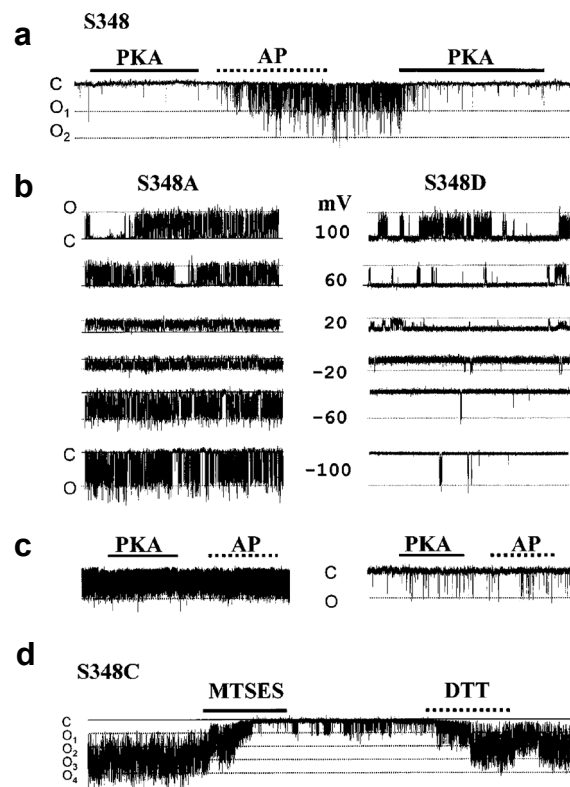 a S348
PKA AP PKA
C
O1
O2
b S348A mV S348D
O
C
100
60
20
-20
-60
C
O
-100
c PKA AP C PKA AP
O
d S348C
MTSES DTT
C
O1
O2
O3
O4